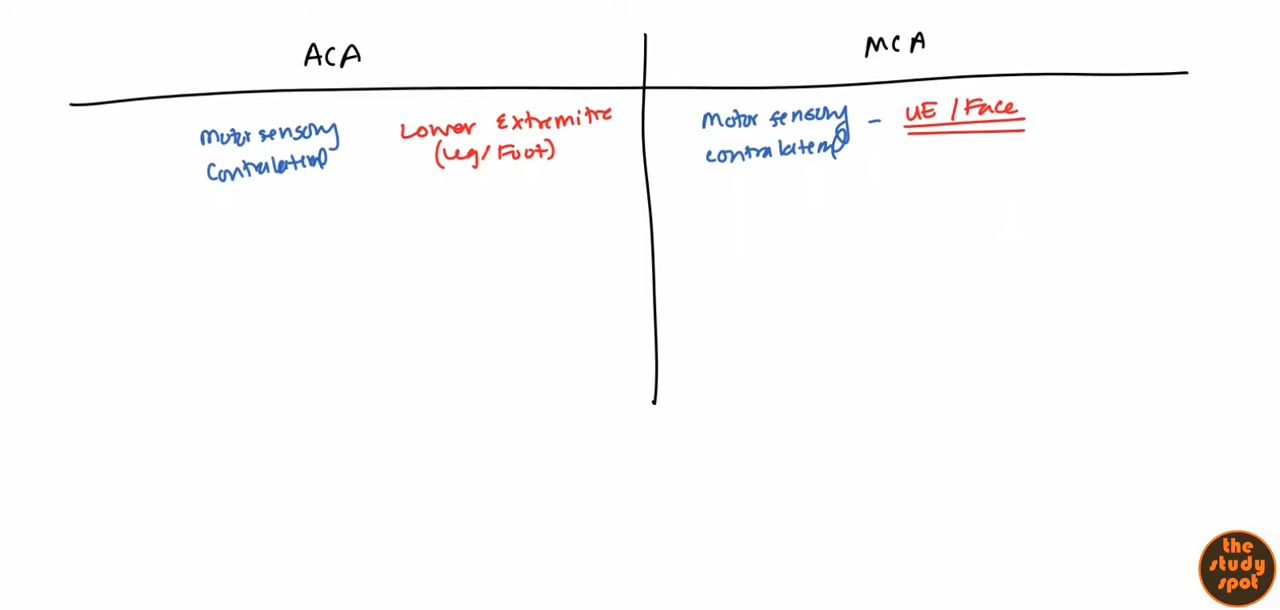 ACA
MCA
Motor sensory
Contralateral
Lower Extremitie
(Leg/Foot)
Motor sensory
contralateral
- UE / Face
the
study
spot